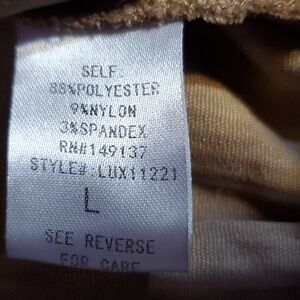 SELF:
88%POLYESTER
9%NYLON
3%SPANDEX
RN#149137
STYLE#:LUX11221
L
SEE REVERSE
FOR CARE